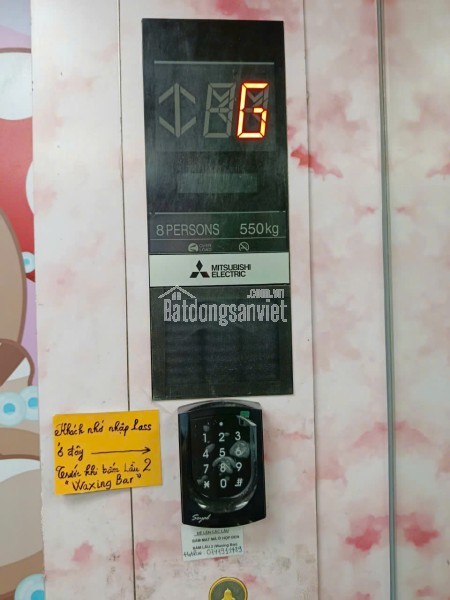 G
8 PERSONS 550kg
MITSUBISHI
ELECTRIC
.COM.VN
Batdongsanviet
Khách nhớ nhập Pass
ở đây
trước khi bấm Lầu 2
"Waxing Bar"
1 2 3
4 5 6
7 8 9
0
Soyal